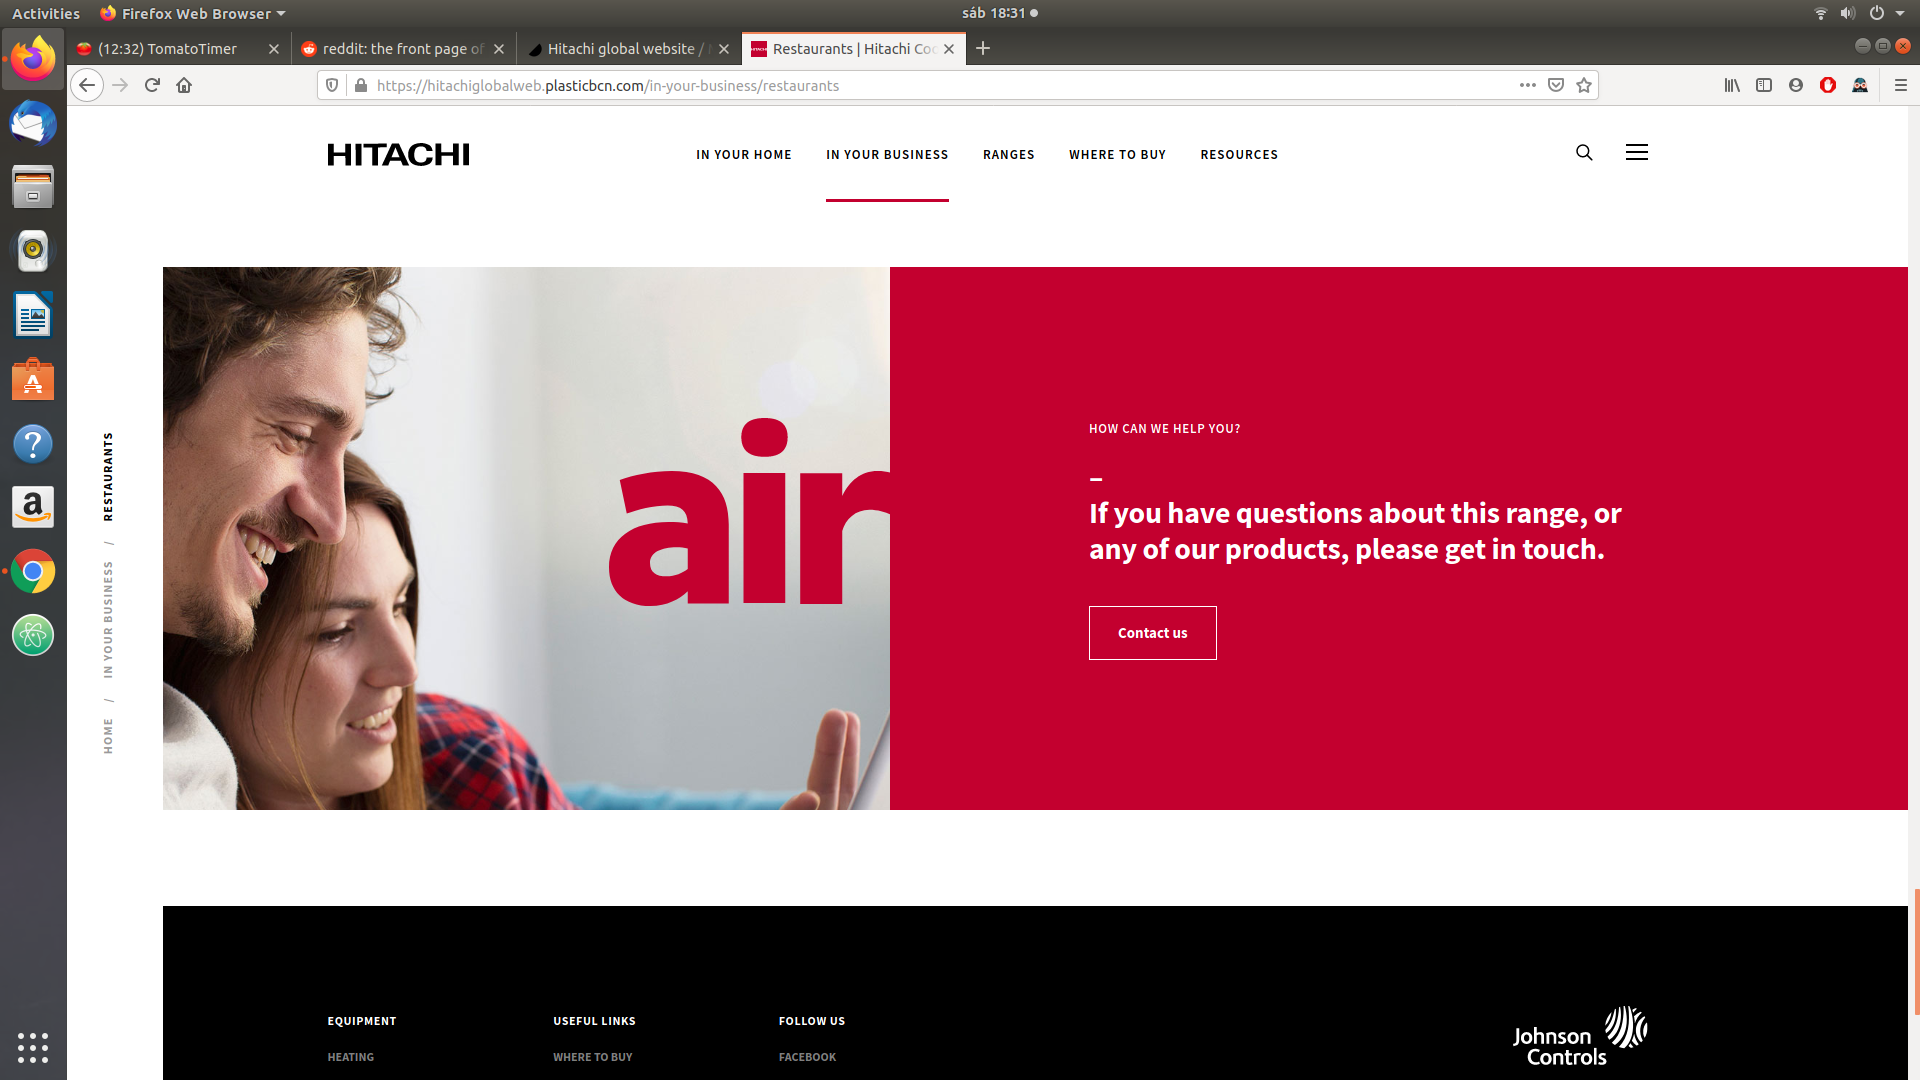 Activities
Firefox Web Browser
sáb 18:31
(12:32) TomatoTimer
reddit: the front page of
Hitachi global website /
Restaurants | Hitachi Coo
https://hitachiglobalweb.plasticbcn.com/in-your-business/restaurants
HITACHI
IN YOUR HOME
IN YOUR BUSINESS
RANGES
WHERE TO BUY
RESOURCES
HOME / IN YOUR BUSINESS / RESTAURANTS
air
HOW CAN WE HELP YOU?
–
If you have questions about this range, or
any of our products, please get in touch.
Contact us
EQUIPMENT
USEFUL LINKS
FOLLOW US
HEATING
WHERE TO BUY
FACEBOOK
Johnson
Controls